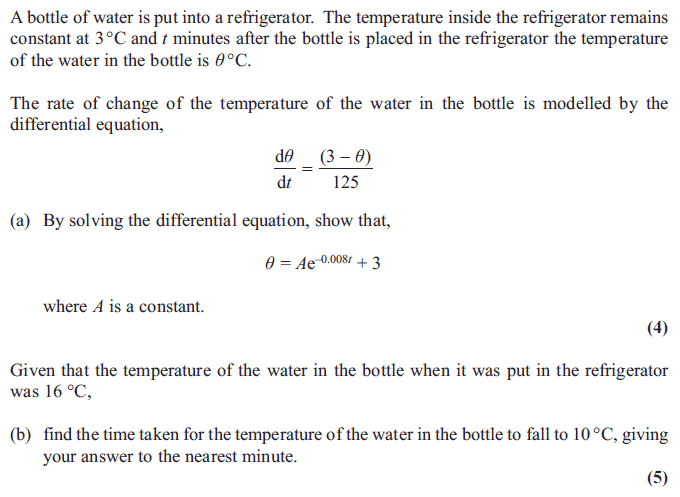 A bottle of water is put into a refrigerator. The temperature inside the refrigerator remains
constant at 3°C and t minutes after the bottle is placed in the refrigerator the temperature
of the water in the bottle is θ°C.
The rate of change of the temperature of the water in the bottle is modelled by the
differential equation,
dθ/dt = (3 – θ)/125
(a) By solving the differential equation, show that,
θ = Ae^–0.008t + 3
where A is a constant.
(4)
Given that the temperature of the water in the bottle when it was put in the refrigerator
was 16 °C,
(b) find the time taken for the temperature of the water in the bottle to fall to 10°C, giving
your answer to the nearest minute.
(5)